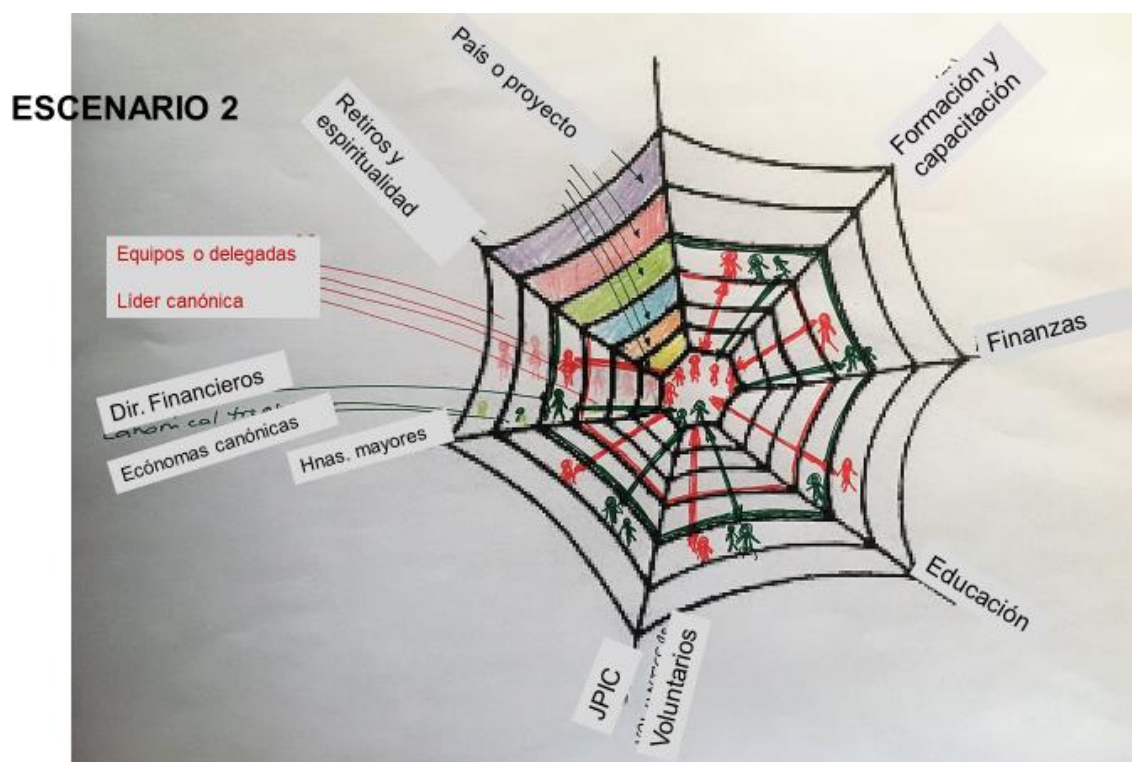 ESCENARIO 2
País o proyecto
Formación y
capacitación
Retiros y
espiritualidad
Equipos o delegadas
Líder canónica
Finanzas
Dir. Financieros
Ecónomas canónicas
Hnas. mayores
Educación
JPIC
Voluntarios